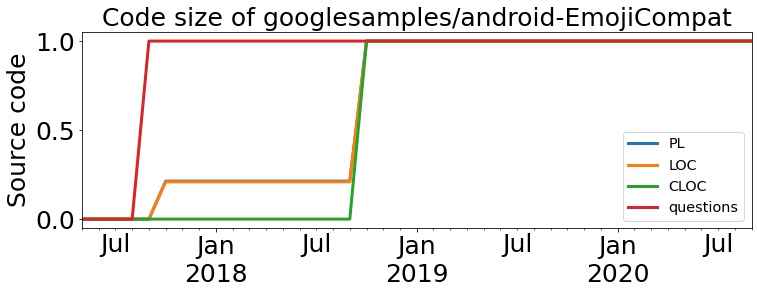 Code size of googlesamples/android-EmojiCompat
Source code
1.0
0.5
0.0
PL
LOC
CLOC
questions
Jul Jan Jul Jan Jul Jan Jul
2018 2019 2020